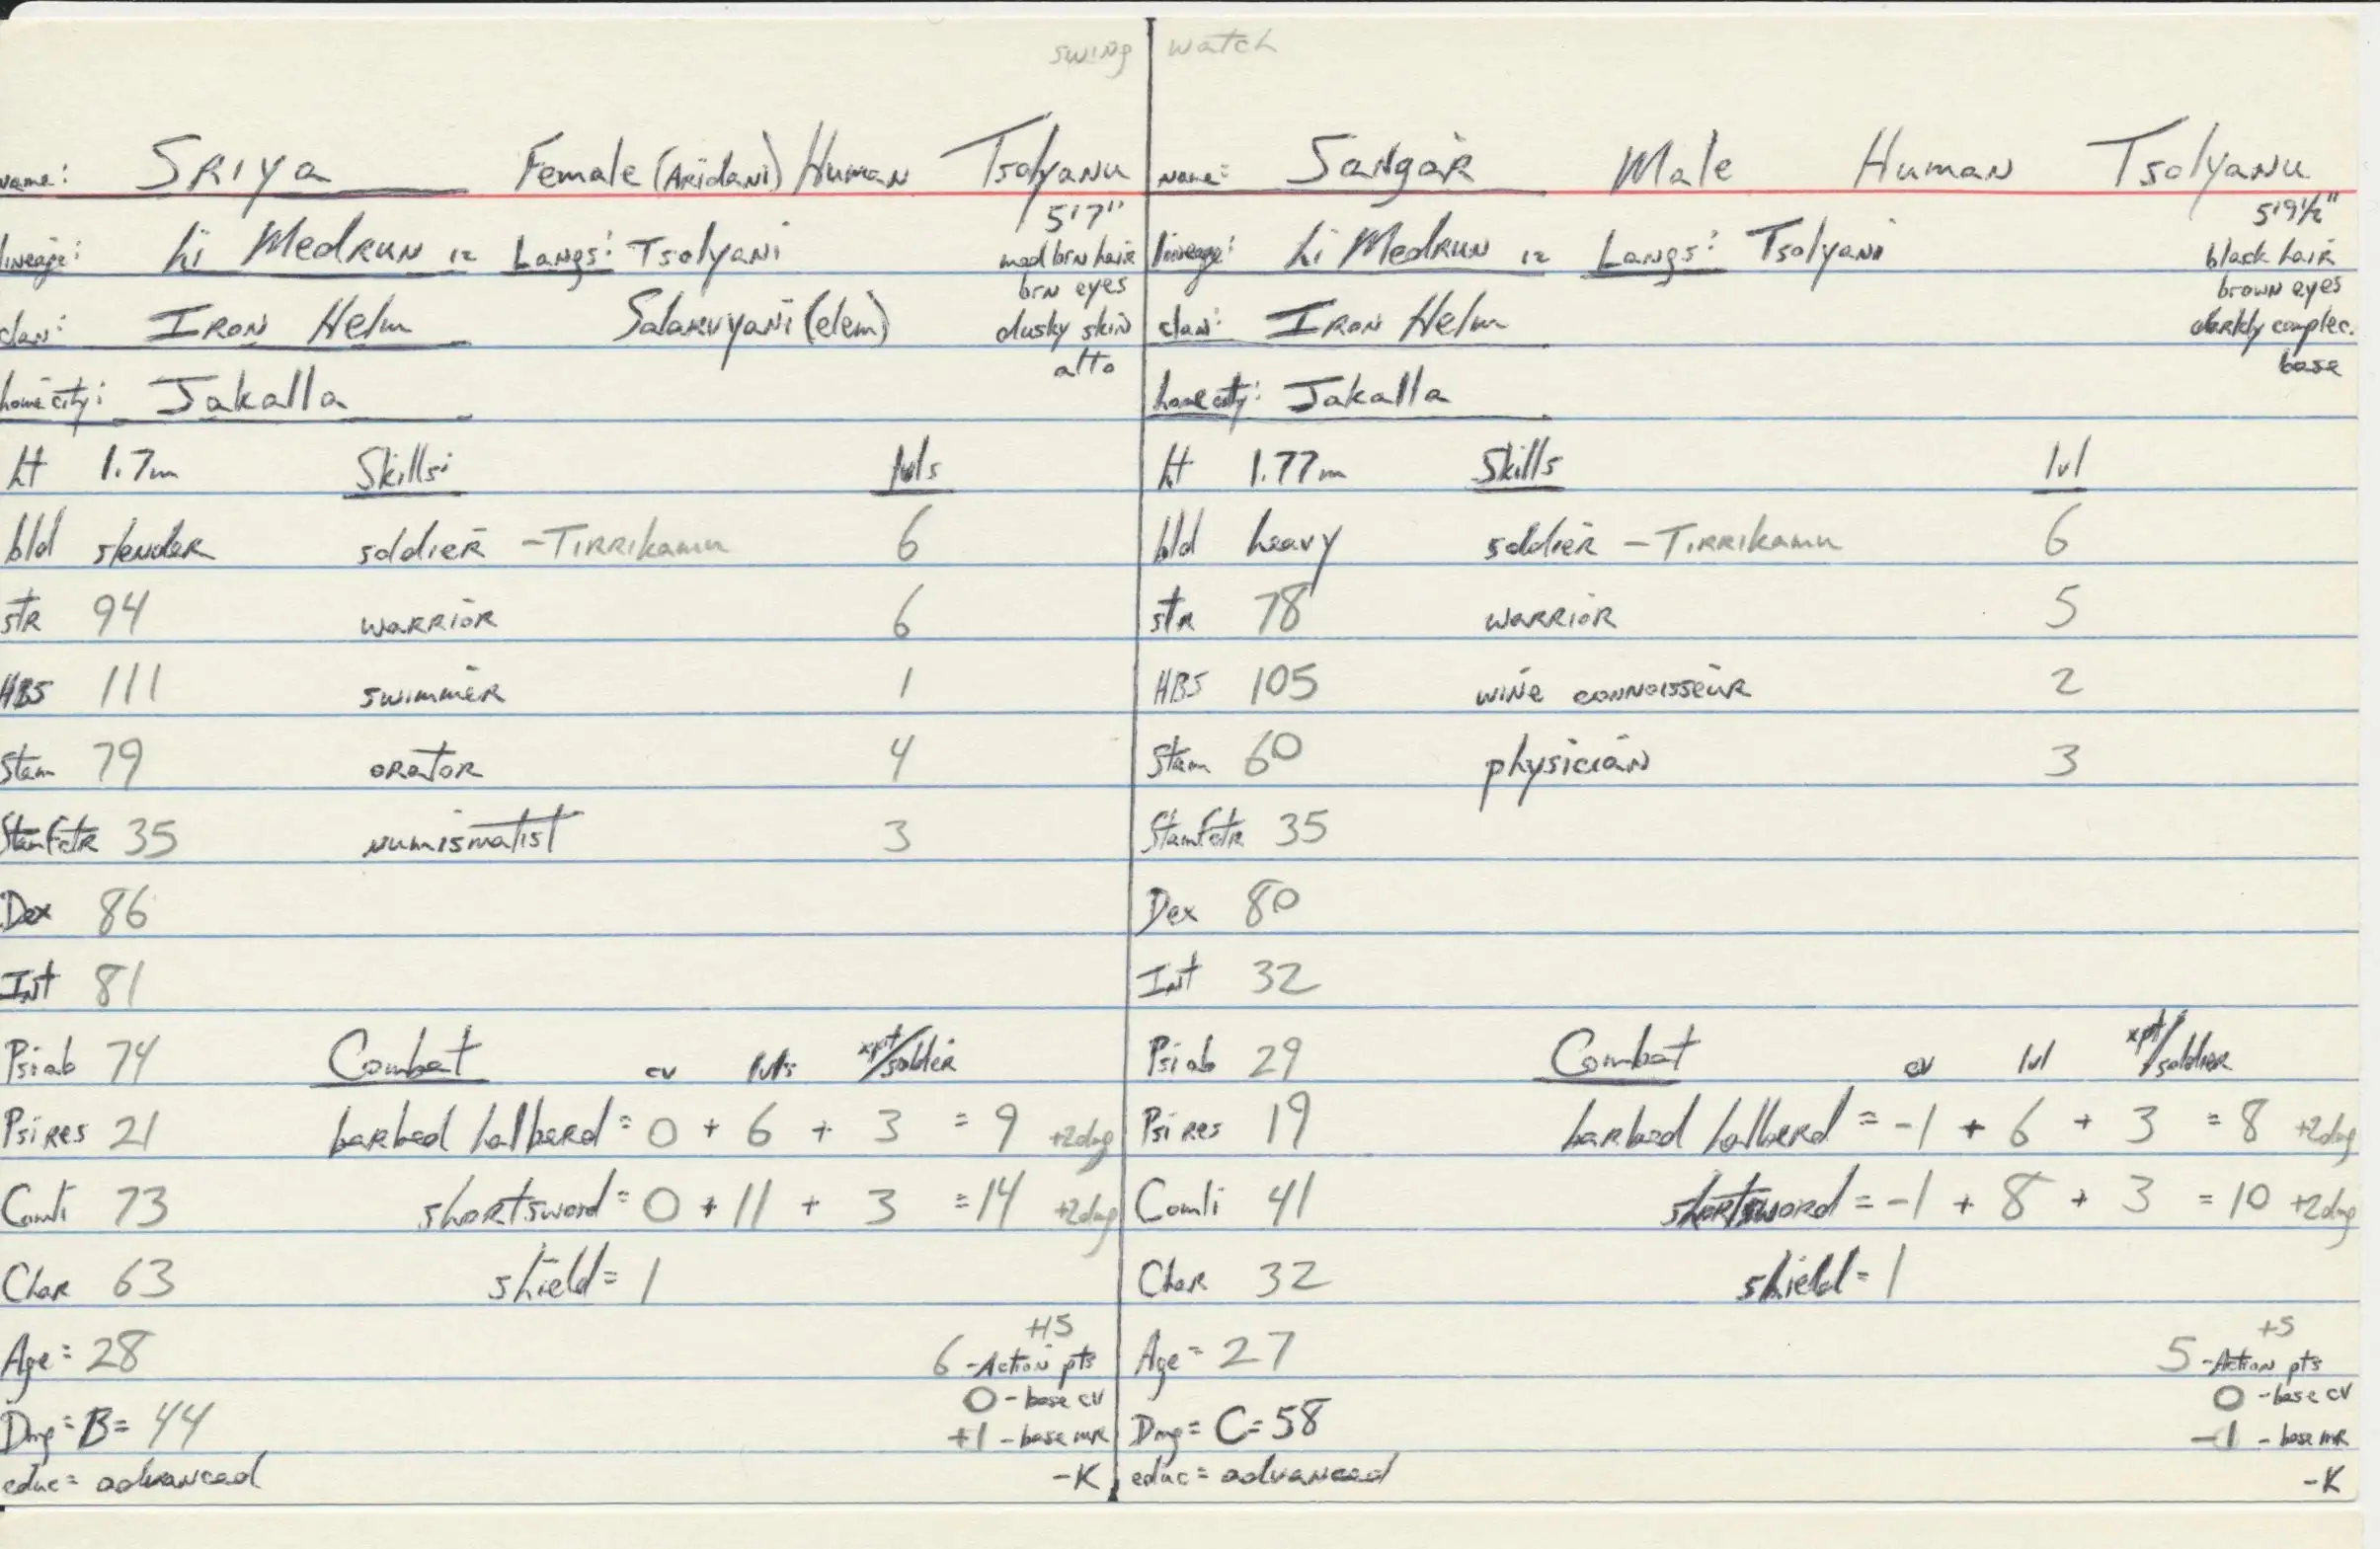 swing
name: Sriya Female (Aridani) Human Tsolyanu
5'7"
lineage: hi Medrun 12 Langs: Tsolyani
med brn hair
brn eyes
clan: Iron Helm Salarvyani (elem) dusky skin
alto
home city: Jakalla
ht 1.7m Skills: lvls
bld slender soldier - Tirrikamu 6
str 94 warrior 6
HBS 111 swimmer 1
Stam 79 orator 4
StamFctr 35 numismatist 3
Dex 86
Int 81
Psiab 74 Combat cv lvls xpt/soldier
Psires 21 barbed halberd = 0 + 6 + 3 = 9 +2dmg
Comli 73 shortsword = 0 + 11 + 3 = 14 +2dmg
Char 63 shield = 1
+15
Age = 28 6 - Action pts
0 - base cv
Dmg = B = 44 +1 - base mr
educ = advanced -K
watch
Name: Sangar Male Human Tsolyanu
5'9½"
lineage: hi Medrun 12 Langs: Tsolyani
black hair
brown eyes
clan: Iron Helm darkly complec.
base
home city: Jakalla
ht 1.77m Skills lvl
bld heavy soldier - Tirrikamu 6
str 78 warrior 5
HBS 105 wine connoisseur 2
Stam 60 physician 3
StamFctr 35
Dex 80
Int 32
Psiab 29 Combat cv lvl xpt/soldier
Psires 19 barbed halberd = -1 + 6 + 3 = 8 +2dmg
Comli 41 shortsword = -1 + 8 + 3 = 10 +2dmg
Char 32 shield = 1
+5
Age = 27 5 - Action pts
0 - base cv
Dmg = C = 58 -1 - base mr
educ = advanced -K